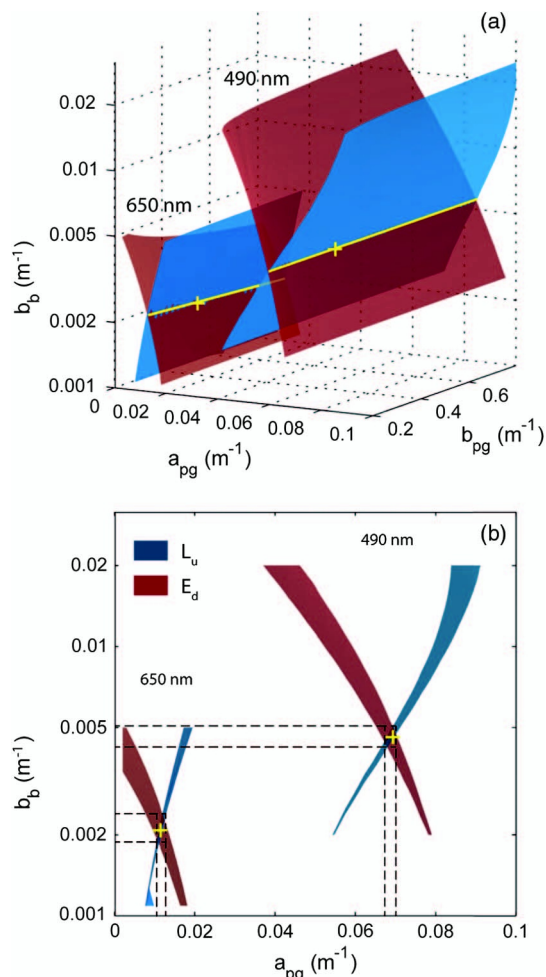 (a)
490 nm
0.02
0.01
650 nm
0.005
b_b (m⁻¹)
0.002
0.001
0
0.02
0.04
0.06
0.08
0.1
0.2
0.4
0.6
a_pg (m⁻¹)
b_pg (m⁻¹)
(b)
490 nm
L_u
E_d
0.02
0.01
650 nm
b_b (m⁻¹)
0.005
0.002
0.001
0 0.02 0.04 0.06 0.08 0.1
a_pg (m⁻¹)